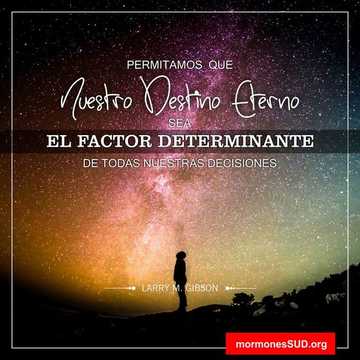 PERMITAMOS QUE
Nuestro Destino Eterno
SEA
EL FACTOR DETERMINANTE
DE TODAS NUESTRAS DECISIONES
LARRY M. GIBSON
mormonesSUD.org